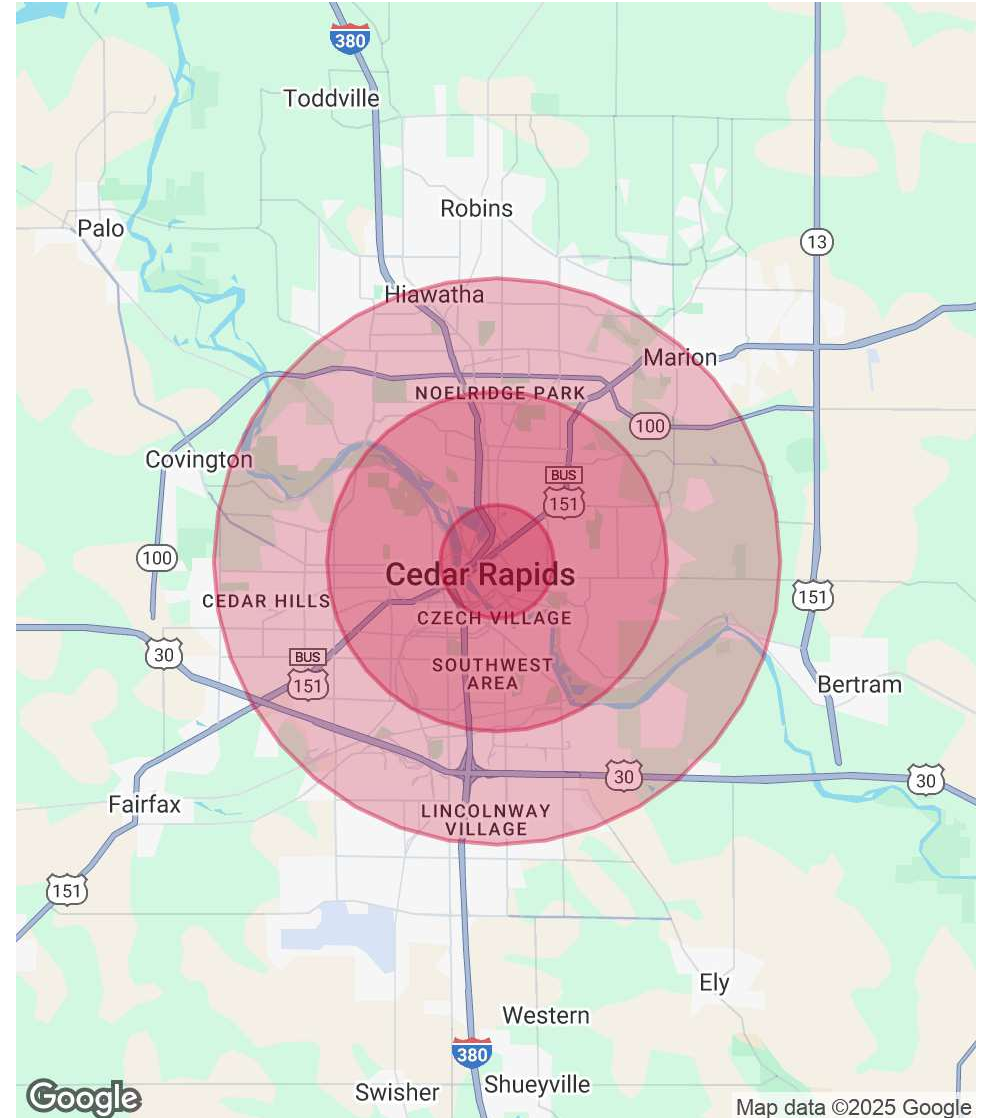 380
Toddville
Robins
Palo
13
Hiawatha
Marion
NOELRIDGE PARK
100
Covington
BUS
151
100
Cedar Rapids
151
CEDAR HILLS
CZECH VILLAGE
30
BUS
151
SOUTHWEST
AREA
Bertram
30
30
Fairfax
LINCOLNWAY
VILLAGE
151
Ely
Western
380
Shueyville
Swisher
Google
Map data ©2025 Google